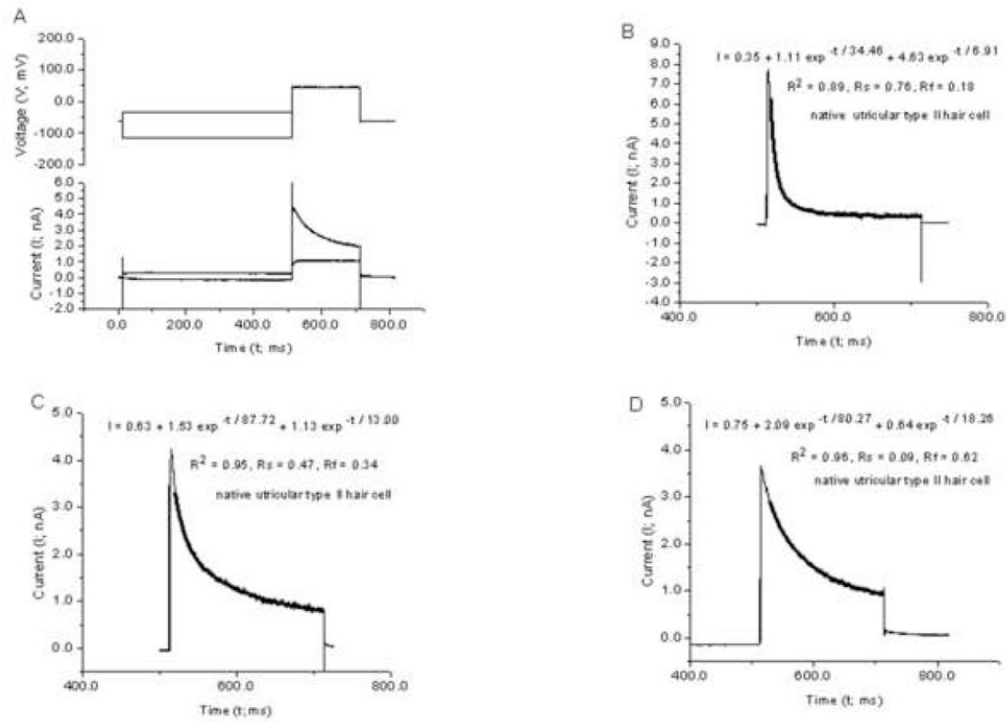 A
200.0
100.0
0.0
-100.0
-200.0
Voltage (V; mV)
6.0
5.0
4.0
3.0
2.0
1.0
0.0
-1.0
-2.0
Current (I; nA)
0.0 200.0 400.0 600.0 800.0
Time (t; ms)
B
9.0
8.0
7.0
6.0
5.0
4.0
3.0
2.0
1.0
0.0
-1.0
-2.0
-3.0
-4.0
Current (I; nA)
I = 0.35 + 1.11 exp -t / 34.46 + 4.63 exp -t / 6.91
R2 = 0.89, Rs = 0.76, Rf = 0.18
native utricular type II hair cell
400.0 600.0 800.0
Time (t; ms)
C
5.0
4.0
3.0
2.0
1.0
0.0
Current (I; nA)
I = 0.63 + 1.53 exp -t / 87.72 + 1.13 exp -t / 13.00
R2 = 0.95, Rs = 0.47, Rf = 0.34
native utricular type II hair cell
400.0 600.0 800.0
Time (t; ms)
D
5.0
4.0
3.0
2.0
1.0
0.0
Current (I; nA)
I = 0.75 + 2.09 exp -t / 80.27 + 0.64 exp -t / 18.26
R2 = 0.96, Rs = 0.09, Rf = 0.62
native utricular type II hair cell
400.0 600.0 800.0
Time (t; ms)